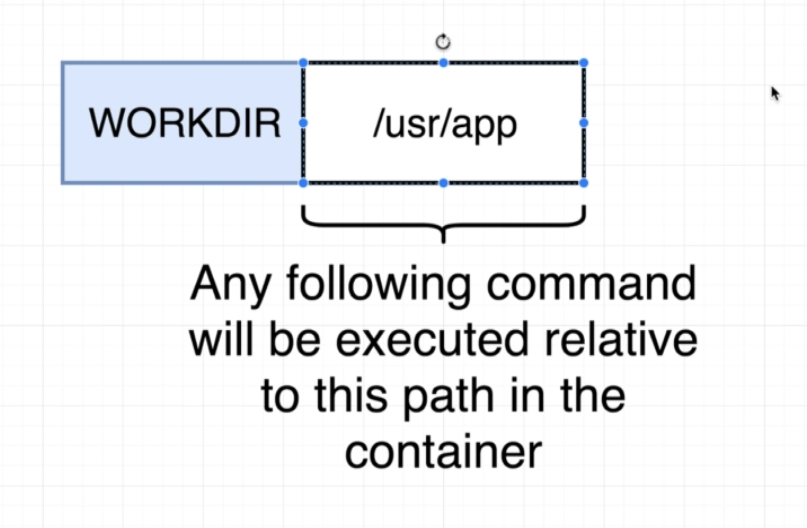 WORKDIR /usr/app
Any following command
will be executed relative
to this path in the
container